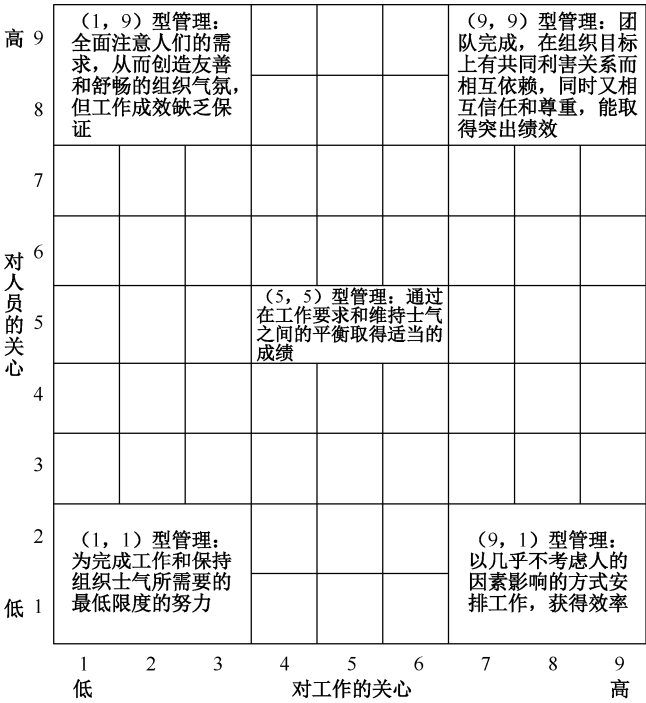 高 9
（1，9）型管理：
全面注意人们的需
求，从而创造友善
和舒畅的组织气氛，
但工作成效缺乏保
证
（9，9）型管理：团
队完成，在组织目标
上有共同利害关系而
相互依赖，同时又相
互信任和尊重，能取
得突出绩效
8
7
6
对人员的关心
5
（5，5）型管理：通过
在工作要求和维持士气
之间的平衡取得适当的
成绩
4
3
2
（1，1）型管理：
为完成工作和保持
组织士气所需要的
最低限度的努力
（9，1）型管理：
以几乎不考虑人的
因素影响的方式安
排工作，获得效率
低 1
1 2 3 4 5 6 7 8 9
低 对工作的关心 高